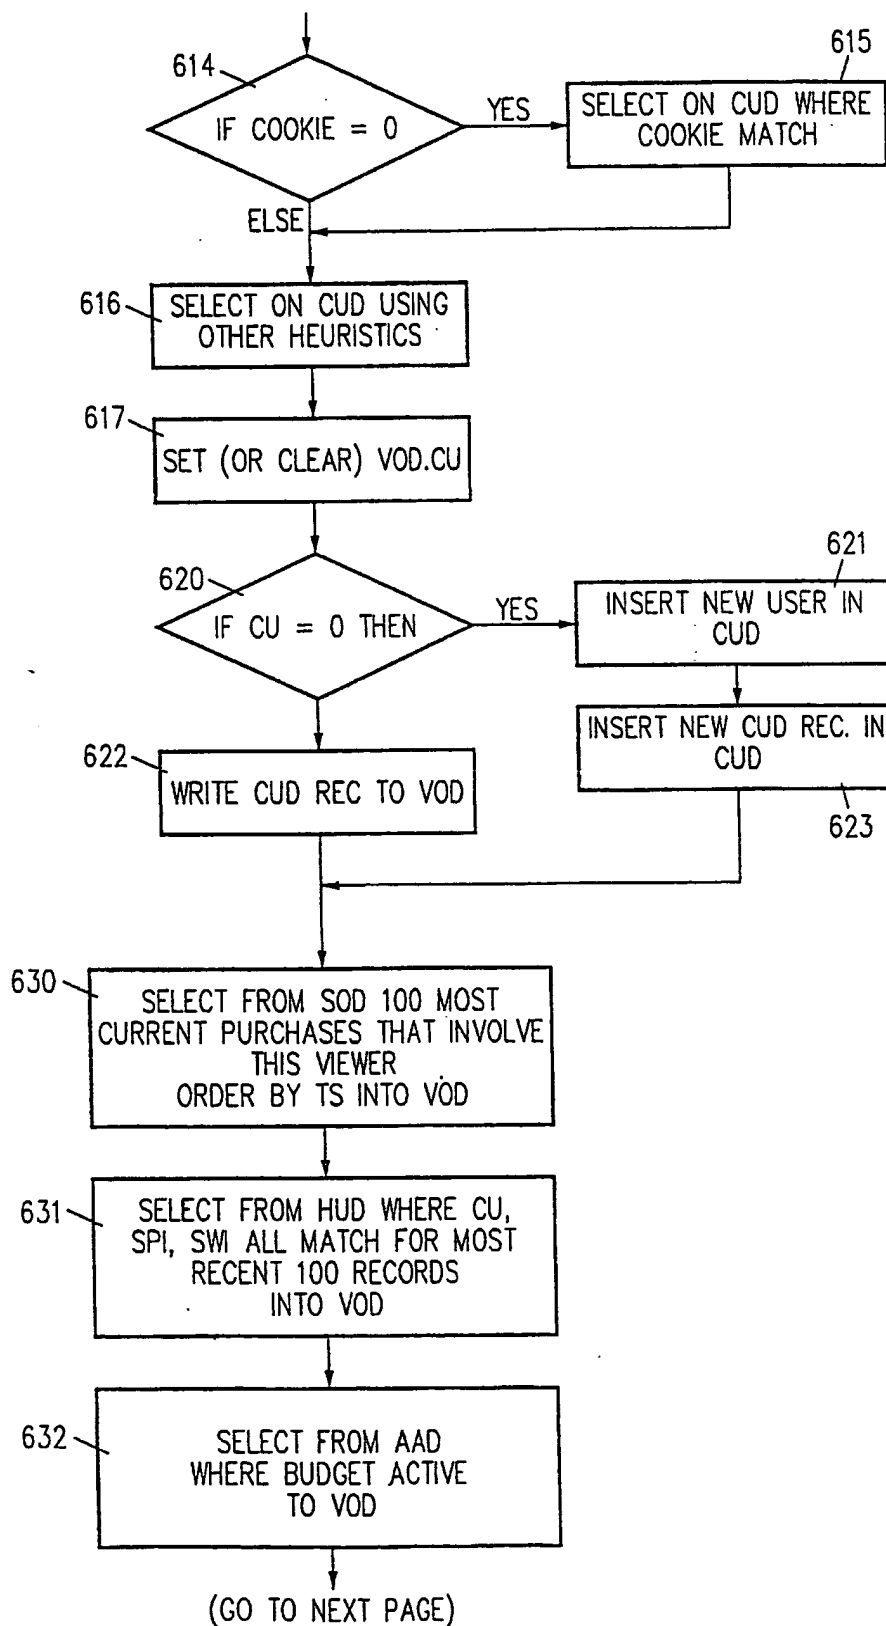 614
IF COOKIE = 0
YES
615
SELECT ON CUD WHERE
COOKIE MATCH
ELSE
616
SELECT ON CUD USING
OTHER HEURISTICS
617
SET (OR CLEAR) VOD.CU
620
IF CU = 0 THEN
YES
621
INSERT NEW USER IN
CUD
INSERT NEW CUD REC. IN
CUD
623
622
WRITE CUD REC TO VOD
630
SELECT FROM SOD 100 MOST
CURRENT PURCHASES THAT INVOLVE
THIS VIEWER
ORDER BY TS INTO VOD
631
SELECT FROM HUD WHERE CU,
SPI, SWI ALL MATCH FOR MOST
RECENT 100 RECORDS
INTO VOD
632
SELECT FROM AAD
WHERE BUDGET ACTIVE
TO VOD
(GO TO NEXT PAGE)